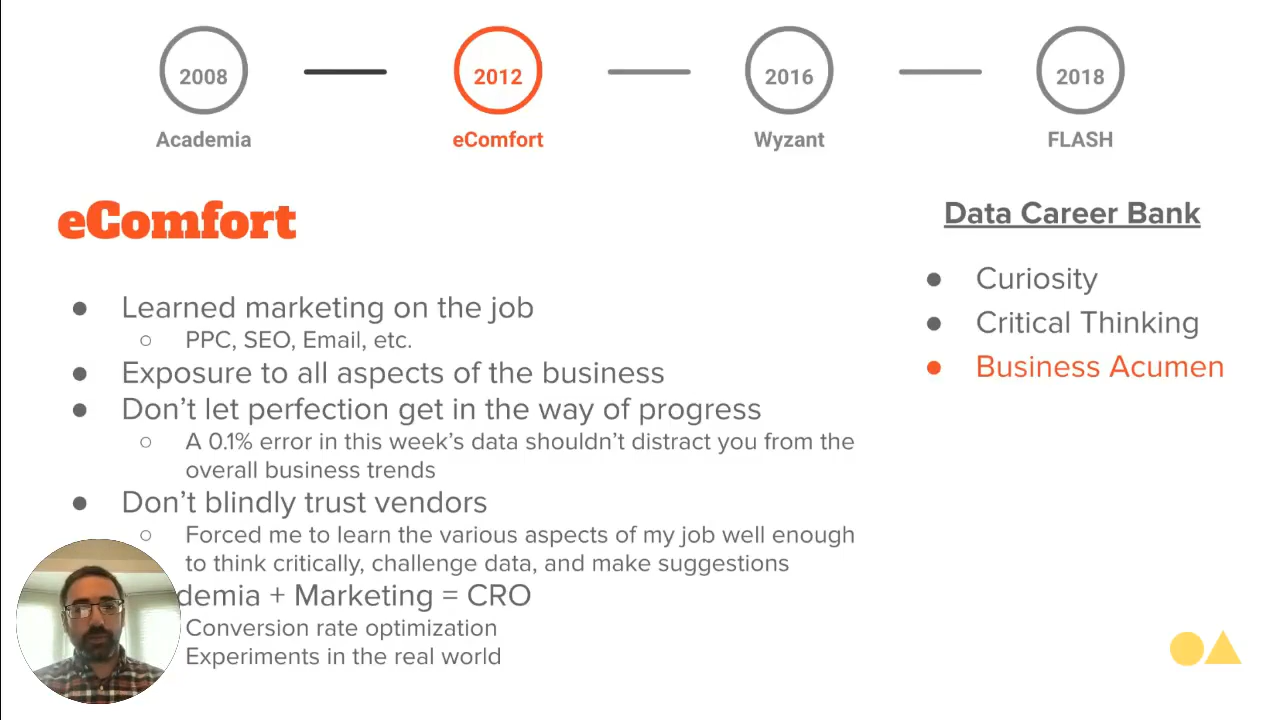 2008
2012
2016
2018
Academia
eComfort
Wyzant
FLASH
eComfort
Learned marketing on the job
PPC, SEO, Email, etc.
Exposure to all aspects of the business
Don’t let perfection get in the way of progress
A 0.1% error in this week’s data shouldn’t distract you from the
overall business trends
Don’t blindly trust vendors
Forced me to learn the various aspects of my job well enough
to think critically, challenge data, and make suggestions
demia + Marketing = CRO
Conversion rate optimization
Experiments in the real world
Data Career Bank
Curiosity
Critical Thinking
Business Acumen